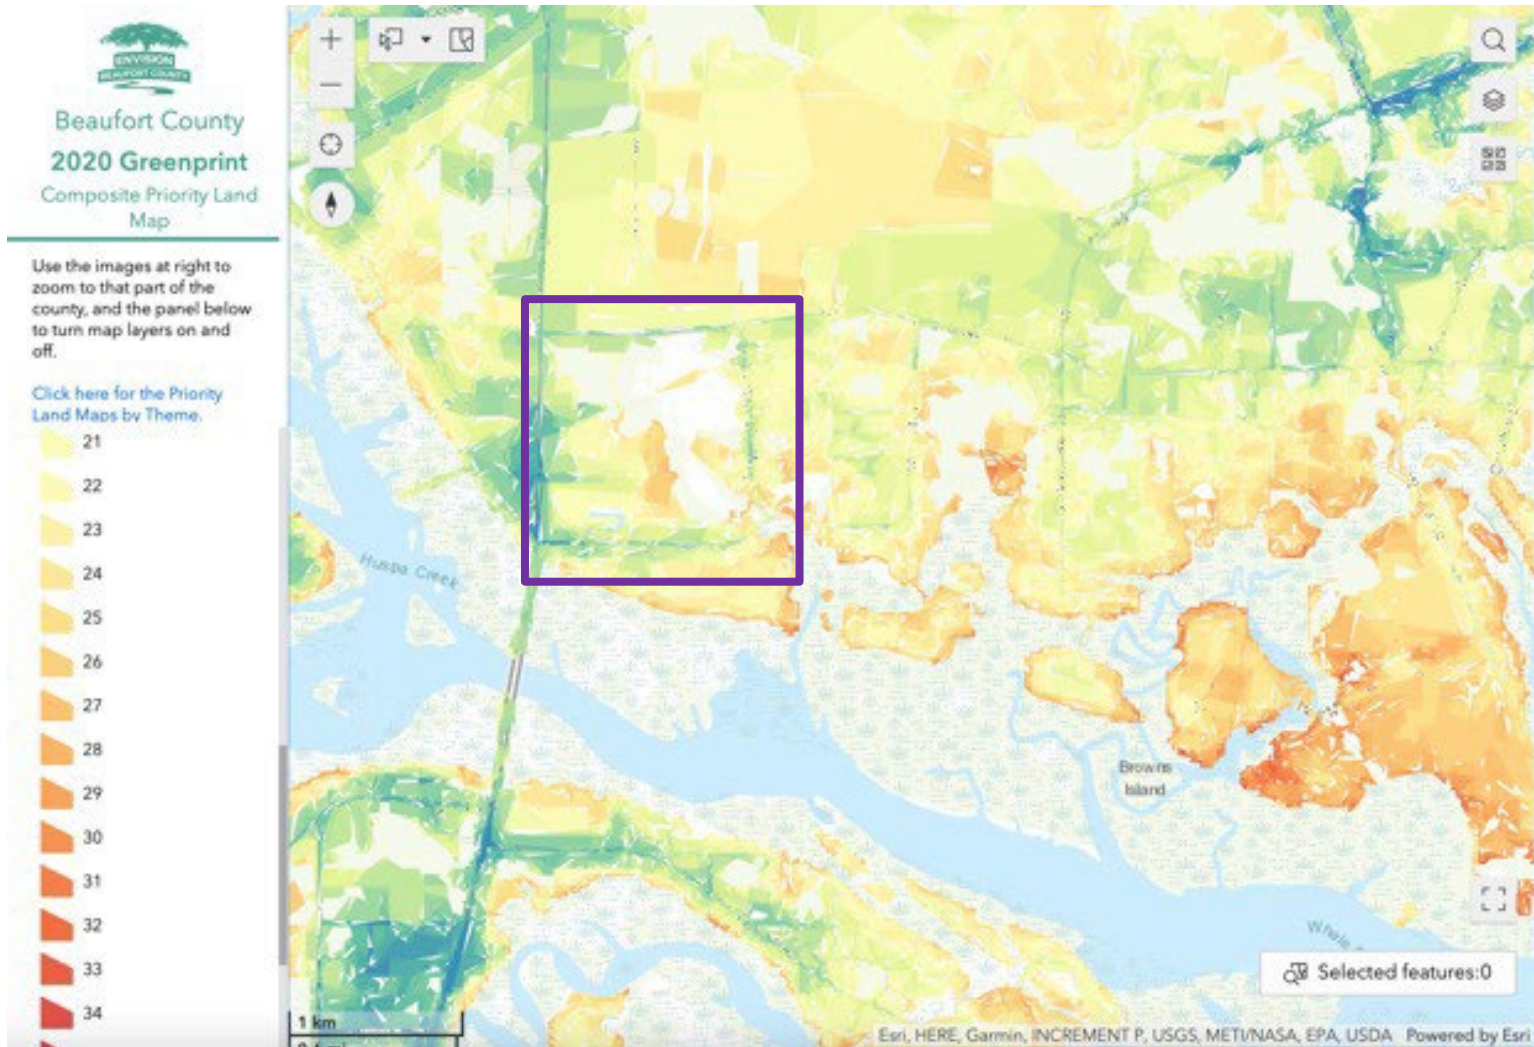 ENVISION
BEAUFORT COUNTY
Beaufort County
2020 Greenprint
Composite Priority Land
Map
Use the images at right to
zoom to that part of the
county, and the panel below
to turn map layers on and
off.
Click here for the Priority
Land Maps by Theme.
21
22
23
24
25
26
27
28
29
30
31
32
33
34
Huspa Creek
Browns
Island
Whale
Selected features:0
1 km
Esri, HERE, Garmin, INCREMENT P, USGS, METI/NASA, EPA, USDA Powered by Esri